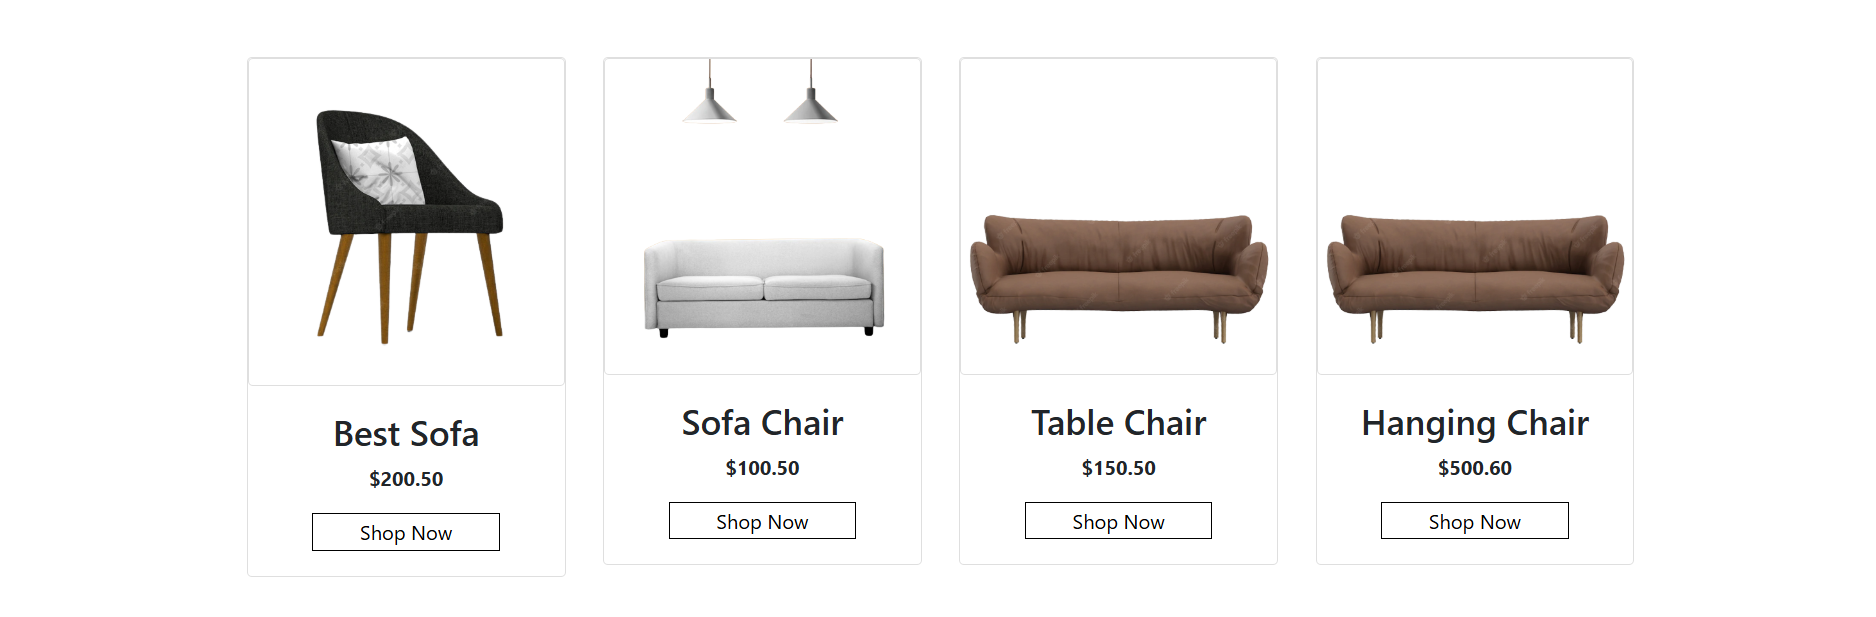 Best Sofa
$200.50
Shop Now
Sofa Chair
$100.50
Shop Now
Table Chair
$150.50
Shop Now
Hanging Chair
$500.60
Shop Now